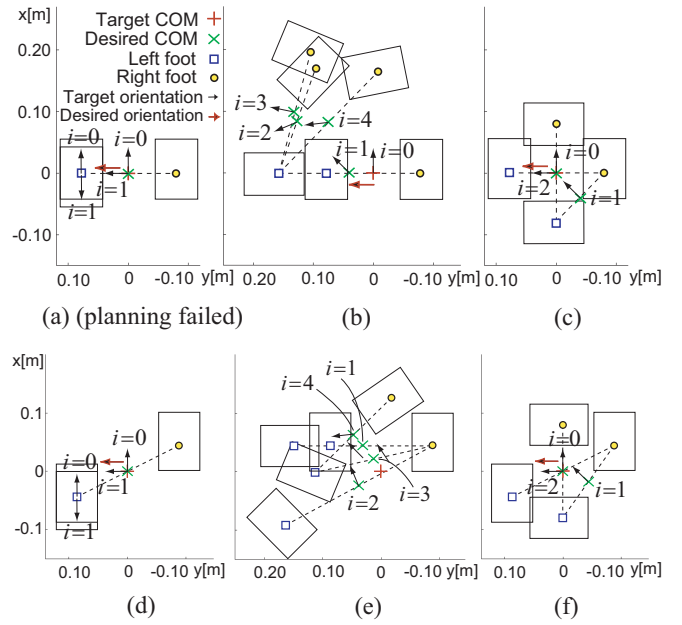 x[m]
Target COM
Desired COM
Left foot
Right foot
Target orientation
Desired orientation
0.20
0.10
0
-0.10
i=0
i=0
i=1
i=1
0.10
0
-0.10
y[m]
(a) (planning failed)
x[m]
i=3
i=2
i=4
i=1
i=0
0.20
0.10
0
-0.10
y[m]
(b)
x[m]
i=0
i=2
i=1
0.10
0
-0.10
y[m]
(c)
x[m]
0.20
0.1
0
-0.1
i=0
i=0
i=1
i=1
0.10
0
-0.10
y[m]
(d)
x[m]
i=1
i=4
i=3
i=2
0.20
0.10
0
-0.10
y[m]
(e)
x[m]
i=0
i=2
i=1
0.10
0
-0.10
y[m]
(f)